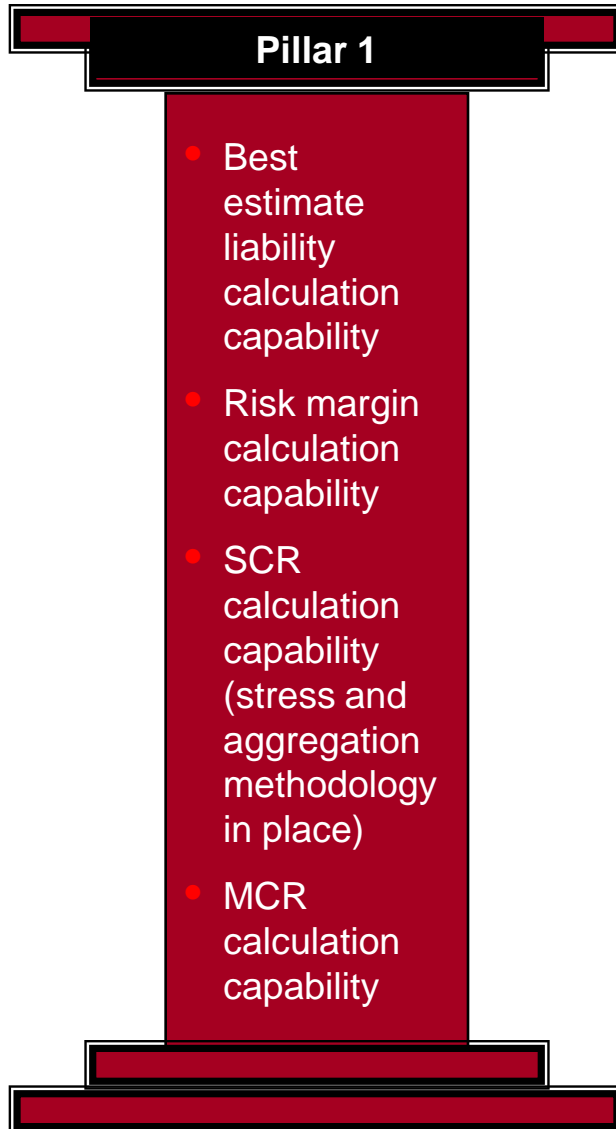 Pillar 1
• Best
estimate
liability
calculation
capability
• Risk margin
calculation
capability
• SCR
calculation
capability
(stress and
aggregation
methodology
in place)
• MCR
calculation
capability